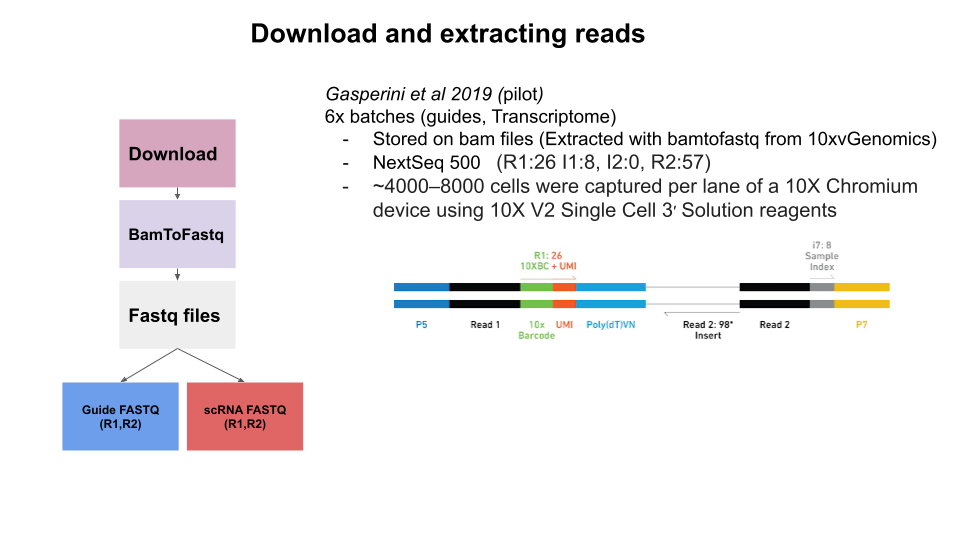 Download and extracting reads
Gasperini et al 2019 (pilot)
6x batches (guides, Transcriptome)
- Stored on bam files (Extracted with bamtofastq from 10xvGenomics)
- NextSeq 500 (R1:26 I1:8, I2:0, R2:57)
- ~4000–8000 cells were captured per lane of a 10X Chromium
device using 10X V2 Single Cell 3′ Solution reagents
Download
BamToFastq
Fastq files
Guide FASTQ
(R1,R2)
scRNA FASTQ
(R1,R2)
R1: 26
10XBC + UMI
i7: 8
Sample
Index
P5
Read 1
10x
Barcode
UMI
Poly(dT)VN
Read 2: 98*
Insert
Read 2
P7